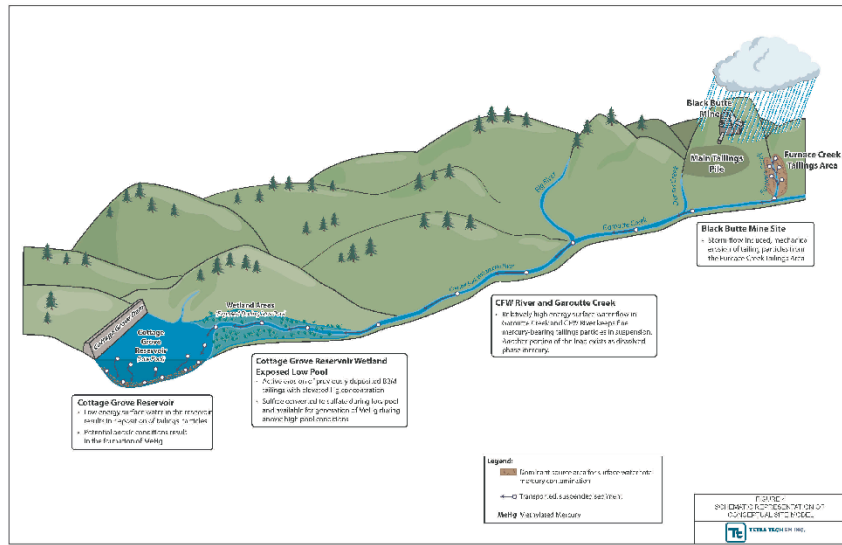 Black Butte
Mine
Main Tailings
Pile
Furnace Creek
Tailings Area
Big River
Garoutte Creek
Black Butte Mine Site
Storm-flow induced, mechanical
erosion of tailing particles from
the Furnace Creek Tailings Area
CFW River and Garoutte Creek
Relatively high energy surface water flow in
Garoutte Creek and CFW River keeps fine
mercury-bearing tailings particles in suspension.
Another portion of the load exists as dissolved
phase mercury.
Wetland Areas
Cottage Grove Dam
Cottage
Grove
Reservoir
Cottage Grove Reservoir Wetland
Exposed Low Pool
Active erosion of previously deposited BBM
tailings with elevated Hg concentration
Sulfide converted to sulfate during low pool
and available for generation of MeHg during
anoxic high pool conditions
Cottage Grove Reservoir
Low energy surface water in the reservoir
results in deposition of tailings particles
Potential anoxic conditions result
in the formation of MeHg
Legend:
Dominant source area for surface water total
mercury contamination
Transported, suspended sediment
MeHg Methylated Mercury
SCHEMATIC REPRESENTATION OF
CONCEPTUAL SITE MODEL
Tt TETRA TECH EM INC.